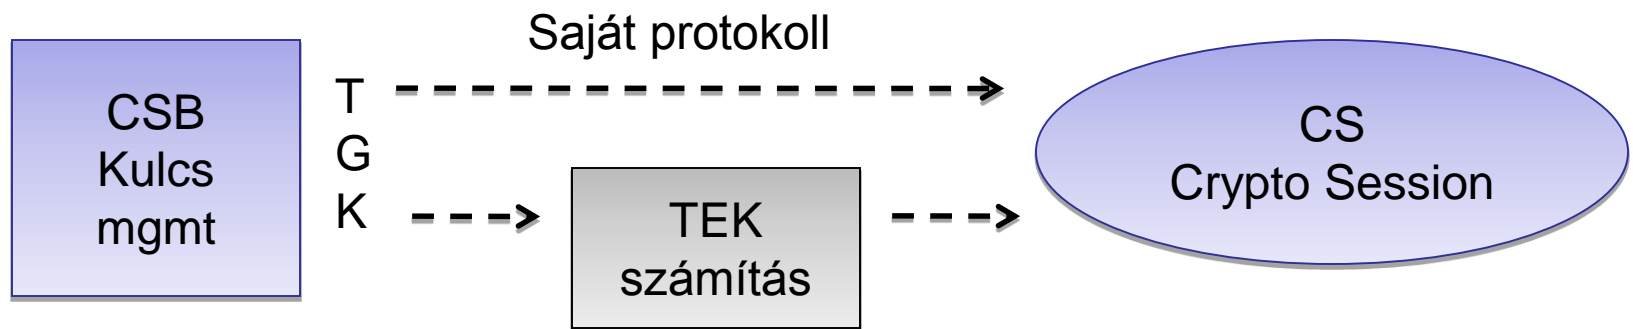 Saját protokoll
CSB
Kulcs
mgmt
T
G
K
TEK
számítás
CS
Crypto Session